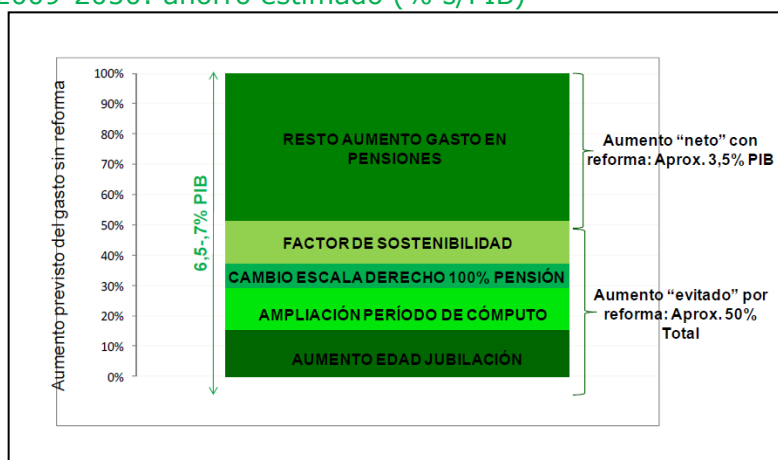 2009-2050: ahorro estimado (% s/PIB)
100%
90%
80%
70%
60%
50%
40%
30%
20%
10%
0%
Aumento previsto del gasto sin reforma
6,5-,7% PIB
RESTO AUMENTO GASTO EN
PENSIONES
FACTOR DE SOSTENIBILIDAD
CAMBIO ESCALA DERECHO 100% PENSIÓN
AMPLIACIÓN PERÍODO DE CÓMPUTO
AUMENTO EDAD JUBILACIÓN
Aumento “neto” con
reforma: Aprox. 3,5% PIB
Aumento “evitado” por
reforma: Aprox. 50%
Total